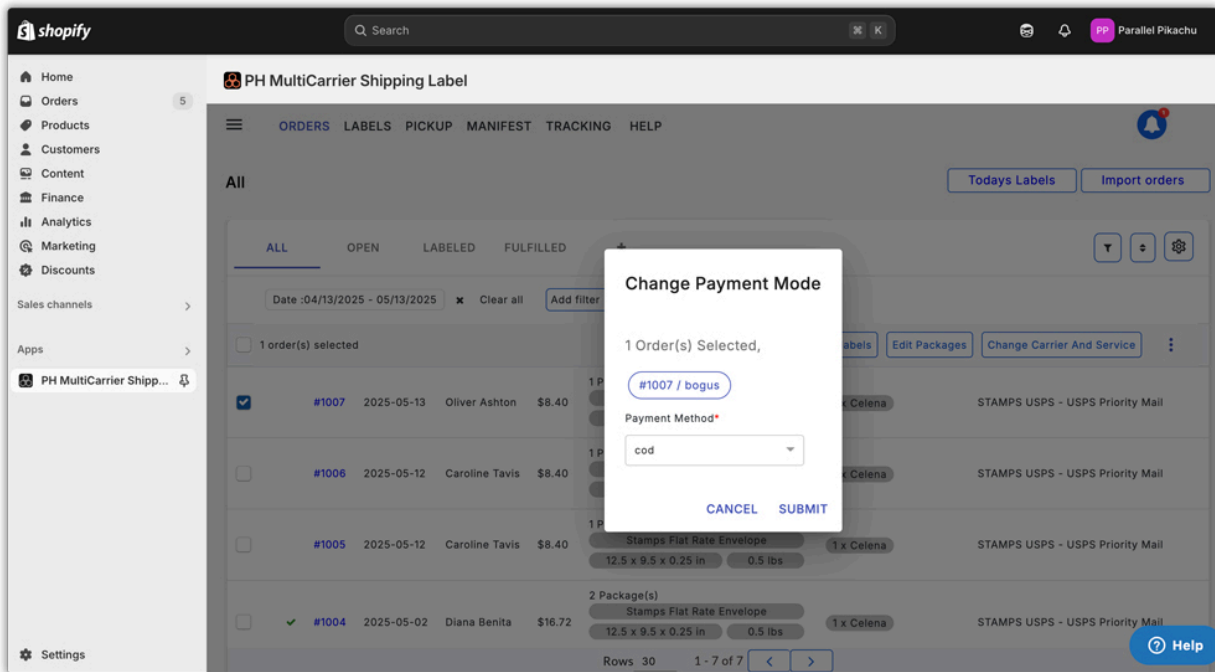 shopify
Search
⌘ K
PP Parallel Pikachu
Home
Orders 5
Products
Customers
Content
Finance
Analytics
Marketing
Discounts
Sales channels
Apps
PH MultiCarrier Shipp...
Settings
PH MultiCarrier Shipping Label
ORDERS LABELS PICKUP MANIFEST TRACKING HELP
1
All
Todays Labels Import orders
ALL OPEN LABELED FULFILLED +
Date :04/13/2025 - 05/13/2025 × Clear all Add filter
1 order(s) selected abels Edit Packages Change Carrier And Service
#1007 2025-05-13 Oliver Ashton $8.40 1 P x Celena STAMPS USPS - USPS Priority Mail
#1006 2025-05-12 Caroline Tavis $8.40 1 P x Celena STAMPS USPS - USPS Priority Mail
1 P
Stamps Flat Rate Envelope
#1005 2025-05-12 Caroline Tavis $8.40 1 x Celena STAMPS USPS - USPS Priority Mail
12.5 x 9.5 x 0.25 in 0.5 lbs
2 Package(s)
Stamps Flat Rate Envelope
#1004 2025-05-02 Diana Benita $16.72 1 x Celena STAMPS USPS - USPS Priority Mail
12.5 x 9.5 x 0.25 in 0.5 lbs
Rows 30 1 - 7 of 7 < >
Change Payment Mode
1 Order(s) Selected,
#1007 / bogus
Payment Method*
cod
CANCEL SUBMIT
Help